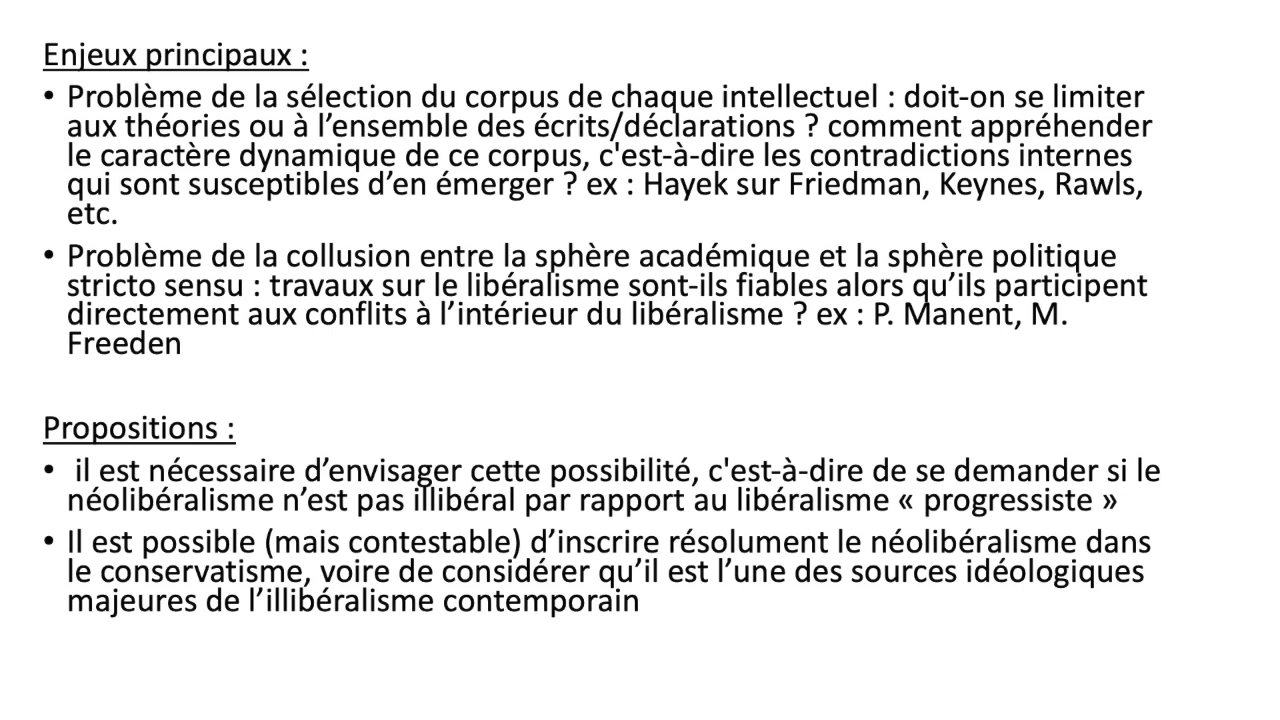 Enjeux principaux :
• Problème de la sélection du corpus de chaque intellectuel : doit-on se limiter
aux théories ou à l’ensemble des écrits/déclarations ? comment appréhender
le caractère dynamique de ce corpus, c'est-à-dire les contradictions internes
qui sont susceptibles d’en émerger ? ex : Hayek sur Friedman, Keynes, Rawls,
etc.
• Problème de la collusion entre la sphère académique et la sphère politique
stricto sensu : travaux sur le libéralisme sont-ils fiables alors qu’ils participent
directement aux conflits à l’intérieur du libéralisme ? ex : P. Manent, M.
Freeden
Propositions :
• il est nécessaire d’envisager cette possibilité, c'est-à-dire de se demander si le
néolibéralisme n’est pas illibéral par rapport au libéralisme « progressiste »
• Il est possible (mais contestable) d’inscrire résolument le néolibéralisme dans
le conservatisme, voire de considérer qu’il est l’une des sources idéologiques
majeures de l’illibéralisme contemporain